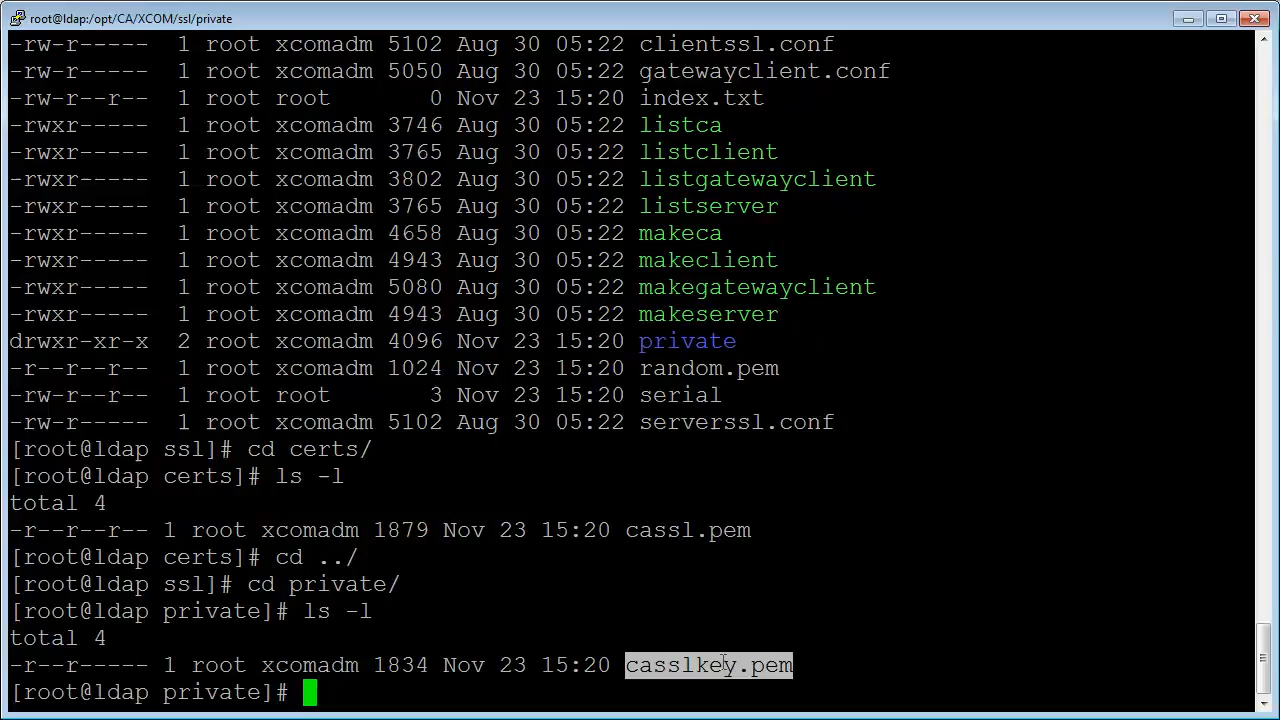 root@ldap:/opt/CA/XCOM/ssl/private
-rw-r----- 1 root xcomadm 5102 Aug 30 05:22 clientssl.conf
-rw-r----- 1 root xcomadm 5050 Aug 30 05:22 gatewayclient.conf
-rw-r--r-- 1 root root 0 Nov 23 15:20 index.txt
-rwxr----- 1 root xcomadm 3746 Aug 30 05:22 listca
-rwxr----- 1 root xcomadm 3765 Aug 30 05:22 listclient
-rwxr----- 1 root xcomadm 3802 Aug 30 05:22 listgatewayclient
-rwxr----- 1 root xcomadm 3765 Aug 30 05:22 listserver
-rwxr----- 1 root xcomadm 4658 Aug 30 05:22 makeca
-rwxr----- 1 root xcomadm 4943 Aug 30 05:22 makeclient
-rwxr----- 1 root xcomadm 5080 Aug 30 05:22 makegatewayclient
-rwxr----- 1 root xcomadm 4943 Aug 30 05:22 makeserver
drwxr-xr-x 2 root xcomadm 4096 Nov 23 15:20 private
-r--r--r-- 1 root xcomadm 1024 Nov 23 15:20 random.pem
-rw-r--r-- 1 root root 3 Nov 23 15:20 serial
-rw-r----- 1 root xcomadm 5102 Aug 30 05:22 serverssl.conf
[root@ldap ssl]# cd certs/
[root@ldap certs]# ls -l
total 4
-r--r--r-- 1 root xcomadm 1879 Nov 23 15:20 cassl.pem
[root@ldap certs]# cd ../
[root@ldap ssl]# cd private/
[root@ldap private]# ls -l
total 4
-r--r----- 1 root xcomadm 1834 Nov 23 15:20 casslkey.pem
[root@ldap private]#